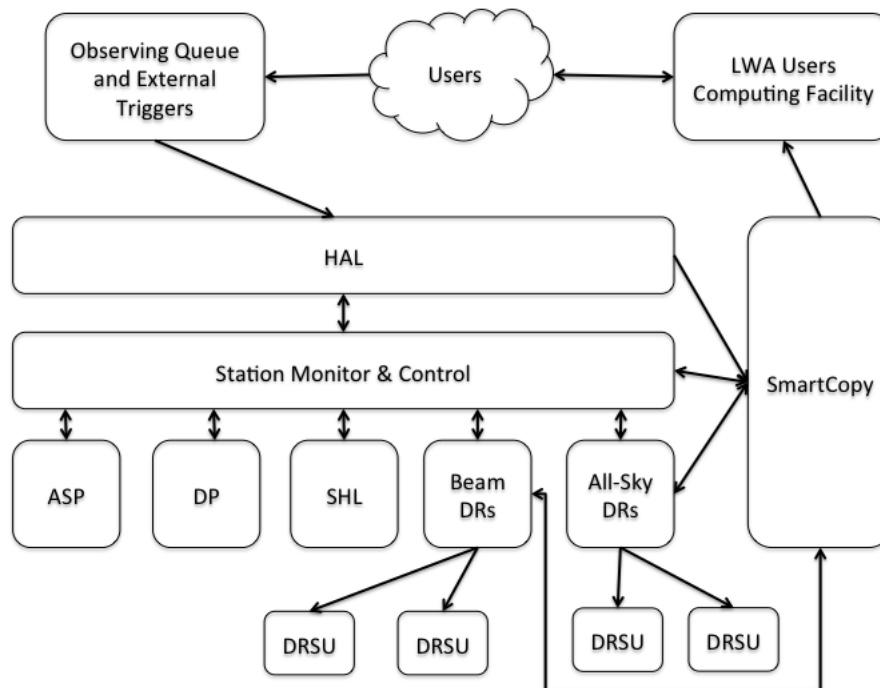 Observing Queue
and External
Triggers
Users
LWA Users
Computing Facility
HAL
Station Monitor & Control
SmartCopy
ASP
DP
SHL
Beam
DRs
All-Sky
DRs
DRSU
DRSU
DRSU
DRSU